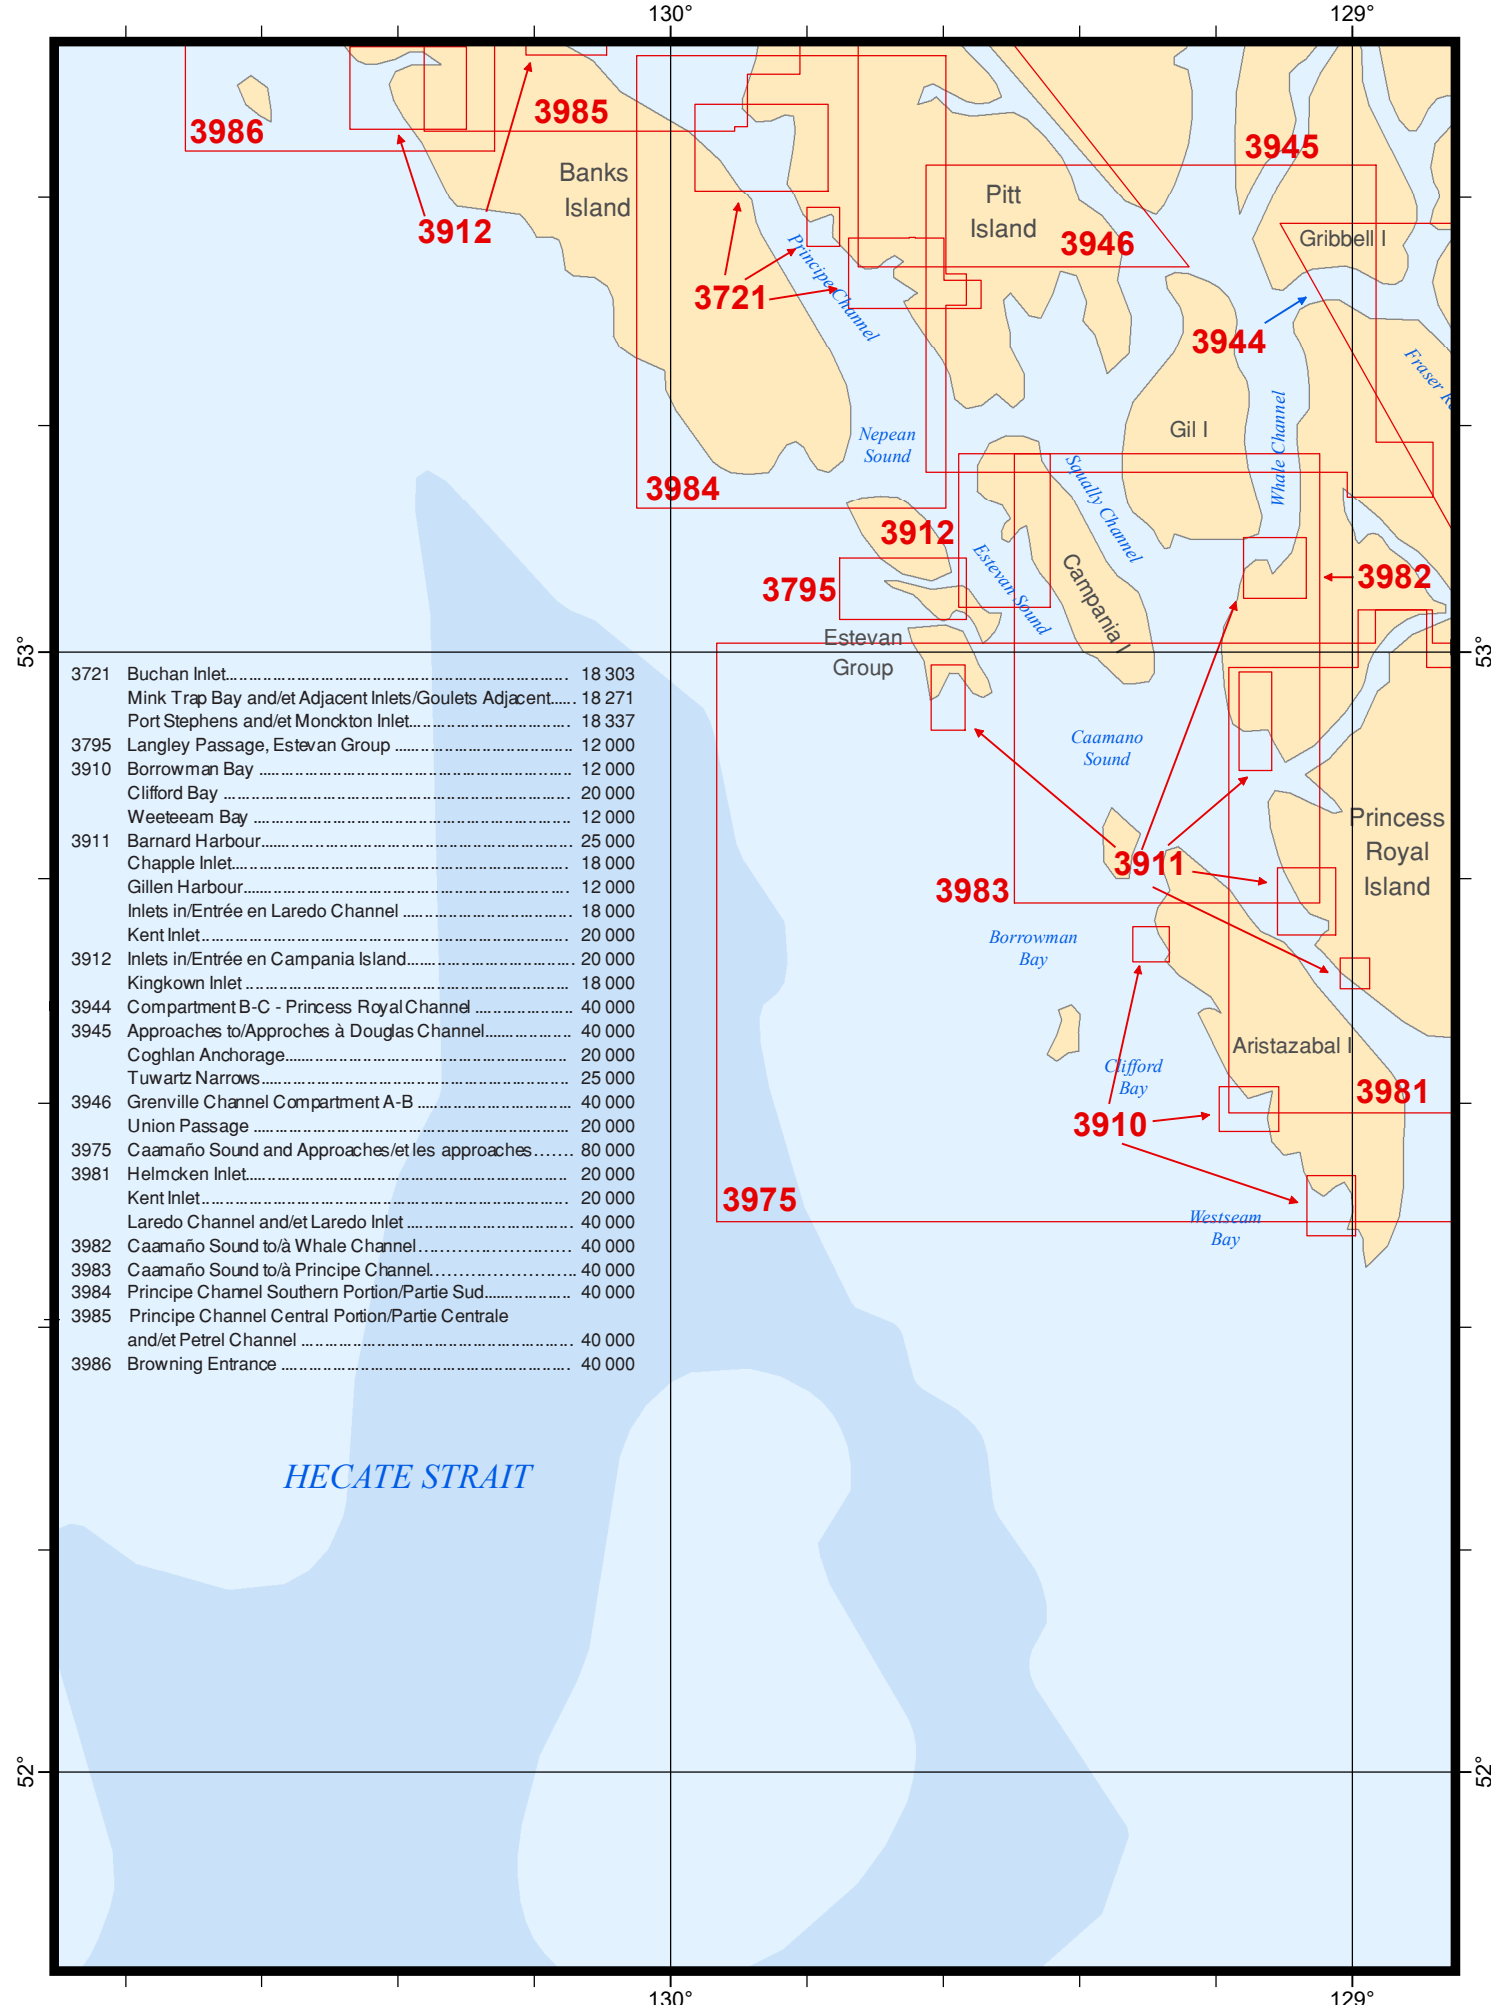 130°
129°
3986
3985
3945
Banks
Island
Pitt
Island
3912
3946
Gribbell I
Principe Channel
3721
3944
Fraser R
Gil I
Whale Channel
Nepean
Sound
Squally Channel
3984
3912
Estevan Sound
Campania I
3982
3795
Estevan
Group
53°
53°
3721 Buchan Inlet 18 303
Mink Trap Bay and/et Adjacent Inlets/Goulets Adjacent 18 271
Port Stephens and/et Monckton Inlet 18 337
3795 Langley Passage, Estevan Group 12 000
3910 Borrowman Bay 12 000
Clifford Bay 20 000
Weeteeam Bay 12 000
3911 Barnard Harbour 25 000
Chapple Inlet 18 000
Gillen Harbour 12 000
Inlets in/Entrée en Laredo Channel 18 000
Kent Inlet 20 000
3912 Inlets in/Entrée en Campania Island 20 000
Kingkown Inlet 18 000
3944 Compartment B-C - Princess Royal Channel 40 000
3945 Approaches to/Approches à Douglas Channel 40 000
Coghlan Anchorage 20 000
Tuwartz Narrows 25 000
3946 Grenville Channel Compartment A-B 40 000
Union Passage 20 000
3975 Caamaño Sound and Approaches/et les approches 80 000
3981 Helmcken Inlet 20 000
Kent Inlet 20 000
Laredo Channel and/et Laredo Inlet 40 000
3982 Caamaño Sound to/à Whale Channel 40 000
3983 Caamaño Sound to/à Principe Channel 40 000
3984 Principe Channel Southern Portion/Partie Sud 40 000
3985 Principe Channel Central Portion/Partie Centrale
and/et Petrel Channel 40 000
3986 Browning Entrance 40 000
Caamano
Sound
Princess
Royal
Island
3911
3983
Borrowman
Bay
Aristazabal I
Clifford
Bay
3981
3910
3975
Westseam
Bay
HECATE STRAIT
52°
52°
130°
129°